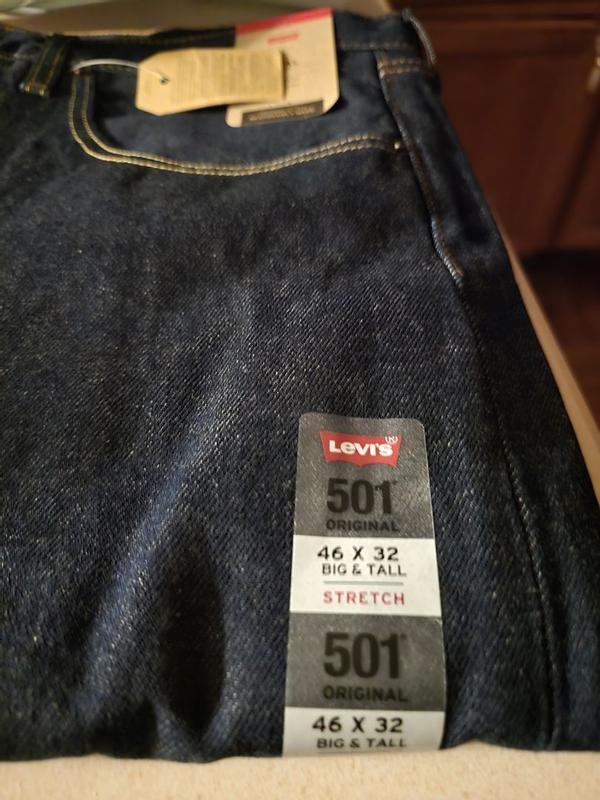 Levi's®
501®
ORIGINAL
46 X 32
BIG & TALL
STRETCH
501®
ORIGINAL
46 X 32
BIG & TALL